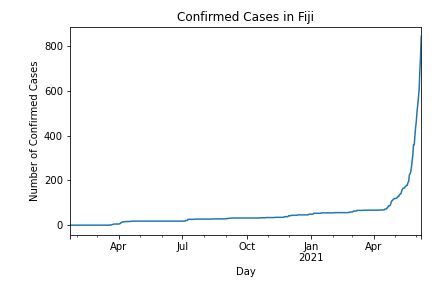 Confirmed Cases in Fiji
Number of Confirmed Cases
800
600
400
200
0
Apr Jul Oct Jan Apr
2021
Day